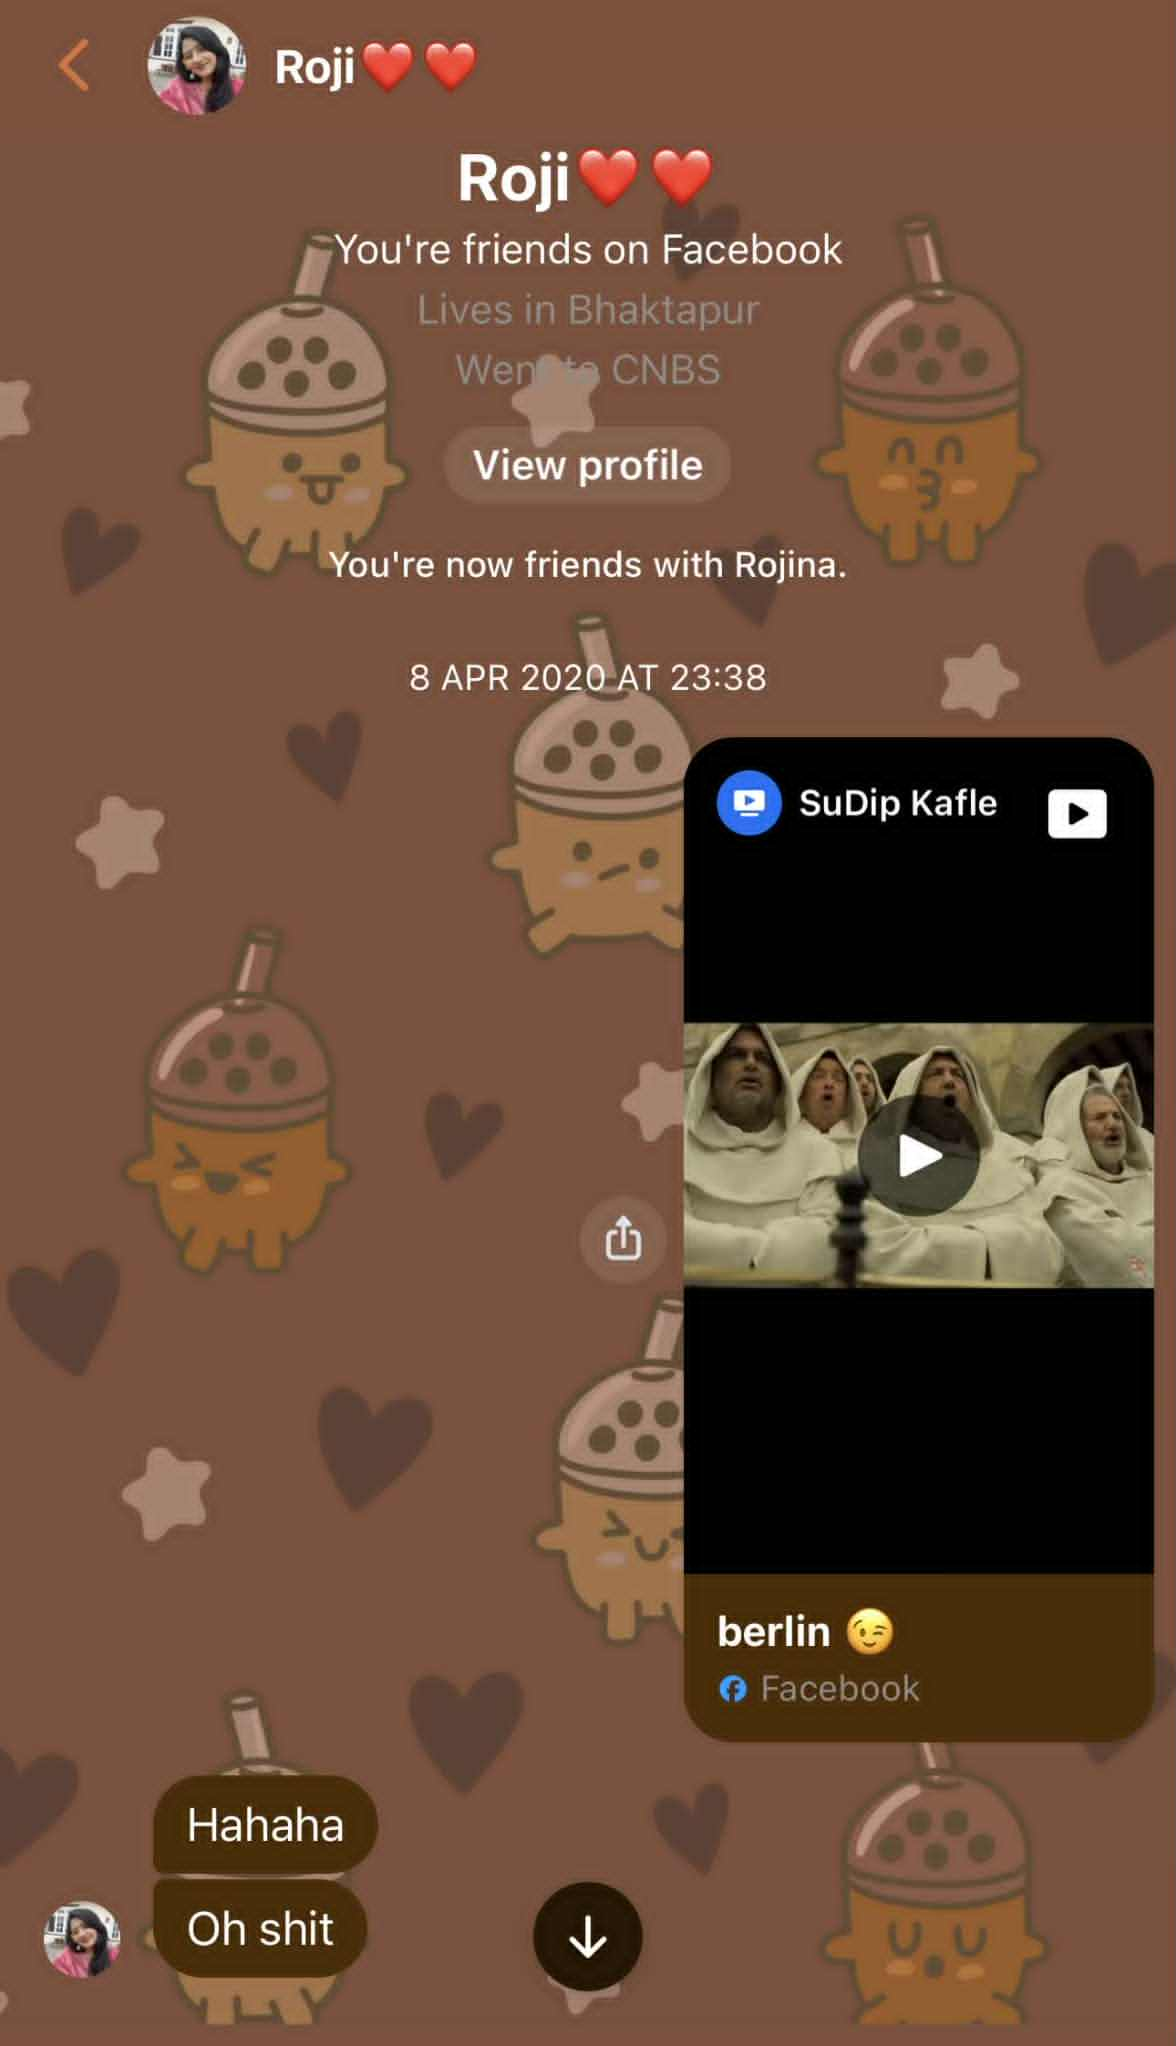 Roji❤️❤️
Roji❤️❤️
You're friends on Facebook
Lives in Bhaktapur
Went to CNBS
View profile
You're now friends with Rojina.
8 APR 2020 AT 23:38
SuDip Kafle
berlin 😉
Facebook
Hahaha
Oh shit